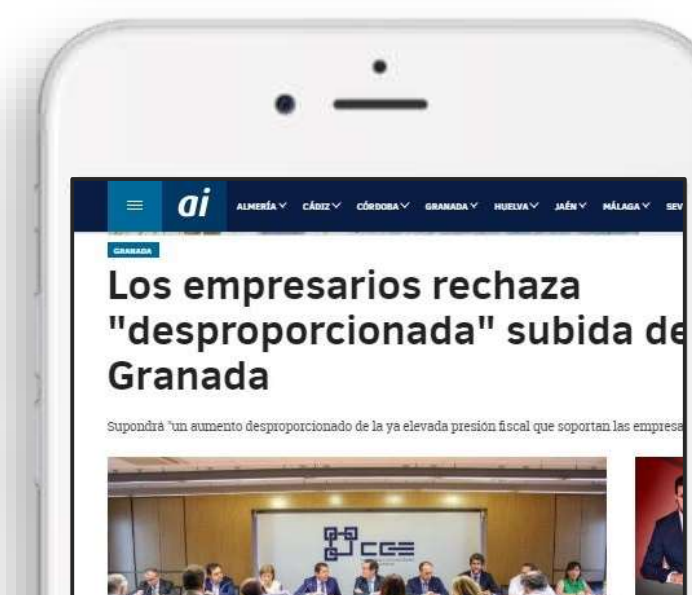 ai ALMERÍA CÁDIZ CÓRDOBA GRANADA HUELVA JAÉN MÁLAGA SEV
GRANADA
Los empresarios rechaza
"desproporcionada" subida de
Granada
Supondrá "un aumento desproporcionado de la ya elevada presión fiscal que soportan las empresa
CGE